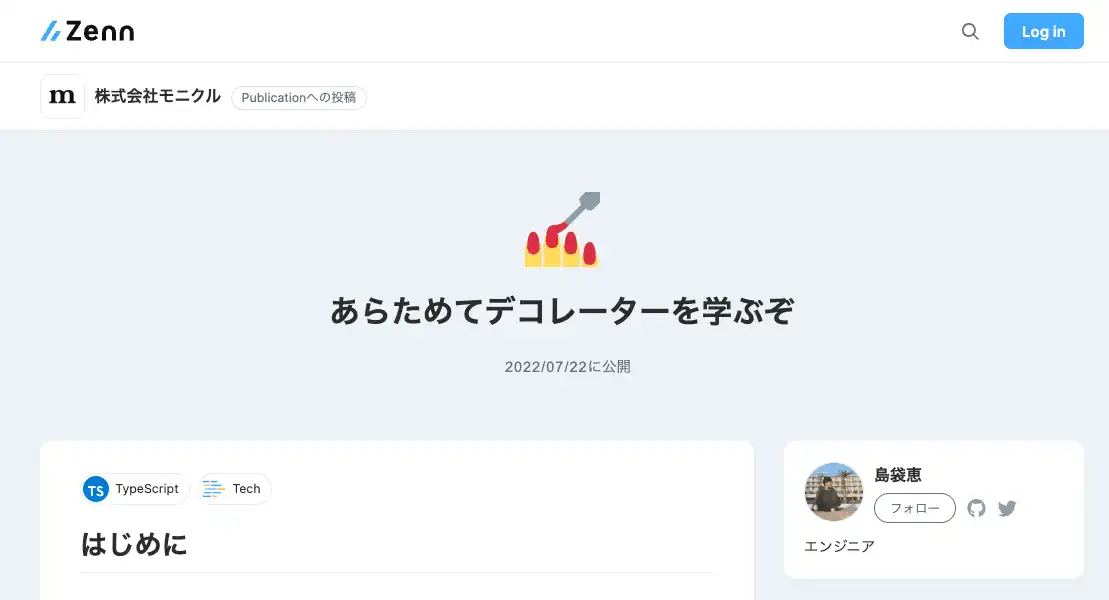 Zenn
Log in
m 株式会社モニクル Publicationへの投稿
あらためてデコレーターを学ぶぞ
2022/07/22に公開
TS TypeScript Tech
はじめに
島袋恵
フォロー
エンジニア